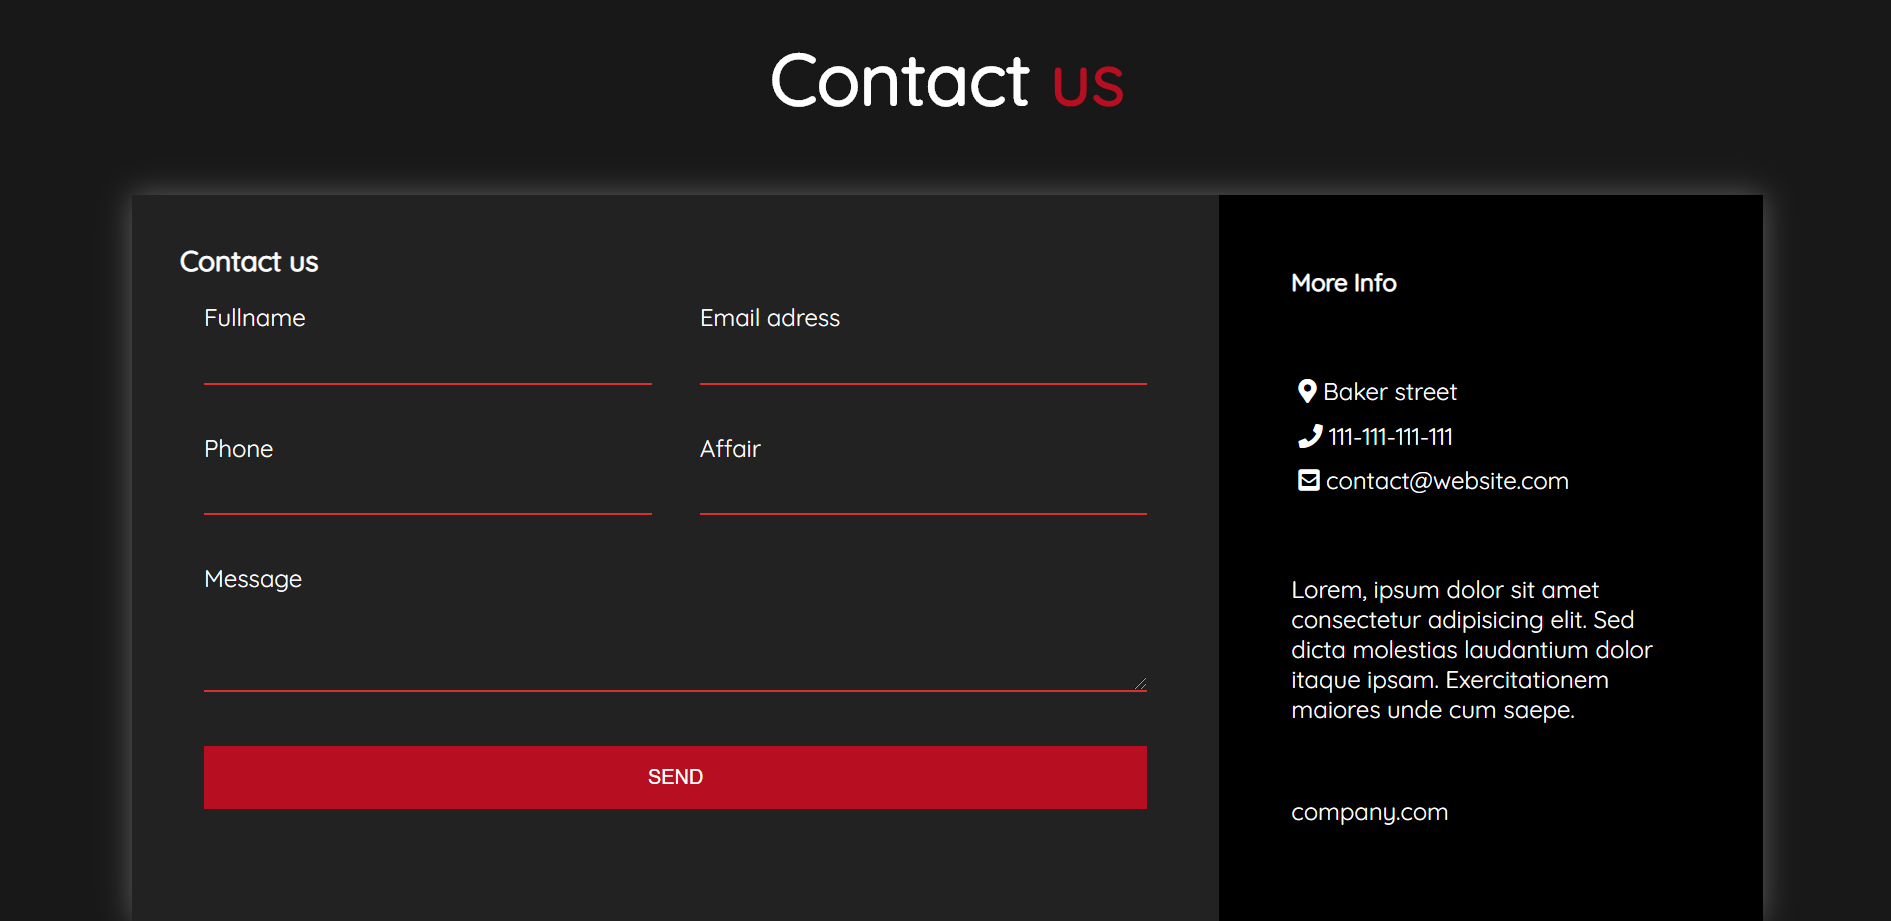 Contact us
Contact us
Fullname
Email adress
Phone
Affair
Message
SEND
More Info
Baker street
111-111-111-111
contact@website.com
Lorem, ipsum dolor sit amet
consectetur adipisicing elit. Sed
dicta molestias laudantium dolor
itaque ipsam. Exercitationem
maiores unde cum saepe.
company.com